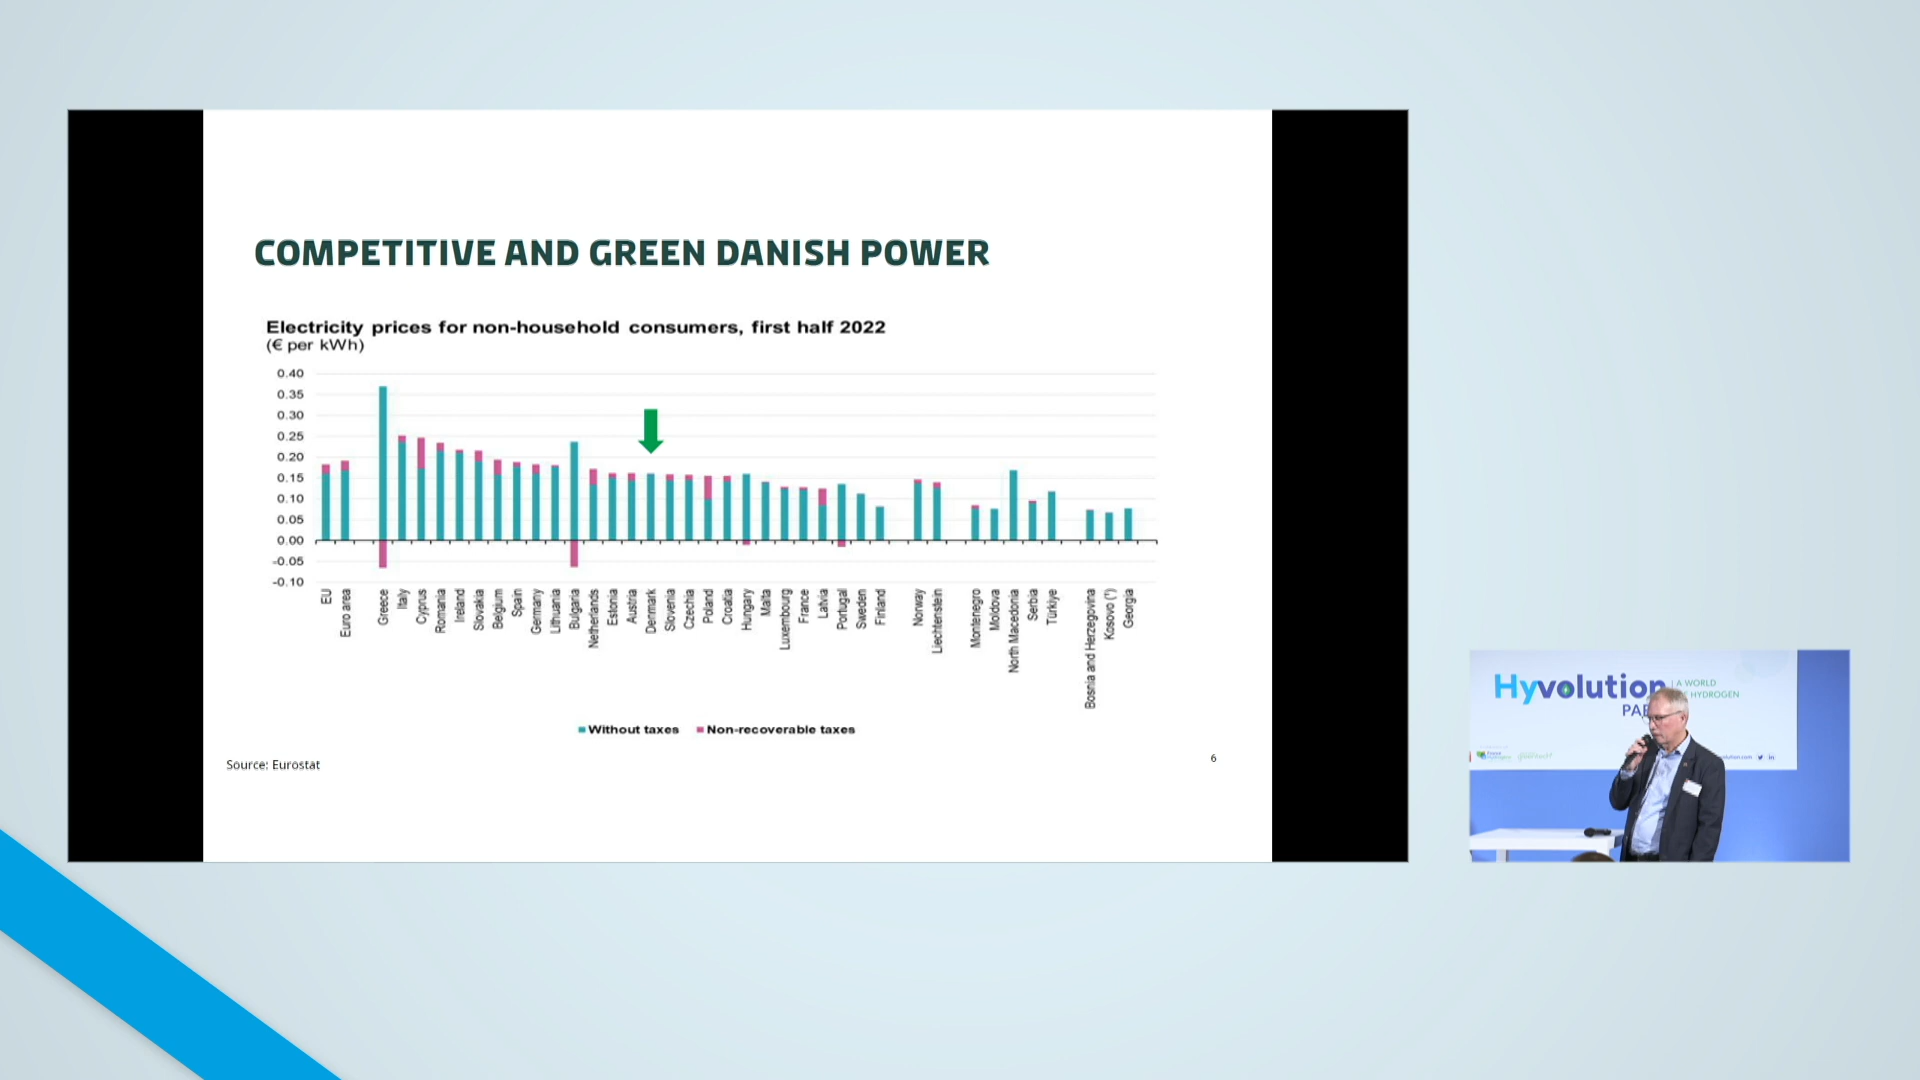 COMPETITIVE AND GREEN DANISH POWER
Electricity prices for non-household consumers, first half 2022
(€ per kWh)
0.40
0.35
0.30
0.25
0.20
0.15
0.10
0.05
0.00
-0.05
-0.10
EU
Euro area
Greece
Italy
Cyprus
Romania
Ireland
Slovakia
Belgium
Spain
Germany
Lithuania
Bulgaria
Netherlands
Estonia
Austria
Denmark
Slovenia
Czechia
Poland
Croatia
Hungary
Malta
Luxembourg
France
Latvia
Portugal
Sweden
Finland
Norway
Liechtenstein
Montenegro
Moldova
North Macedonia
Serbia
Türkiye
Bosnia and Herzegovina
Kosovo (¹)
Georgia
Without taxes
Non-recoverable taxes
Source: Eurostat
6
Hyvolution
A WORLD
HYDROGEN